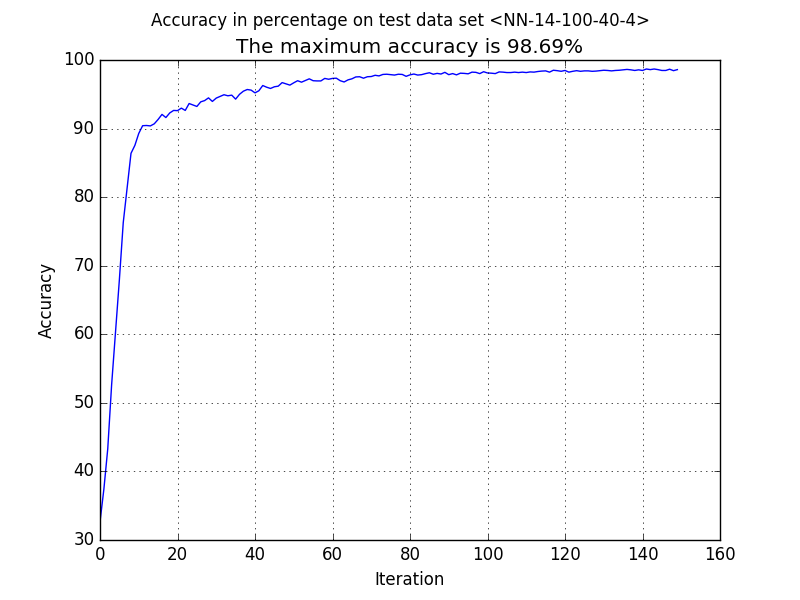 Accuracy in percentage on test data set <NN-14-100-40-4>
The maximum accuracy is 98.69%
100
90
80
70
60
50
40
30
Accuracy
0 20 40 60 80 100 120 140 160
Iteration